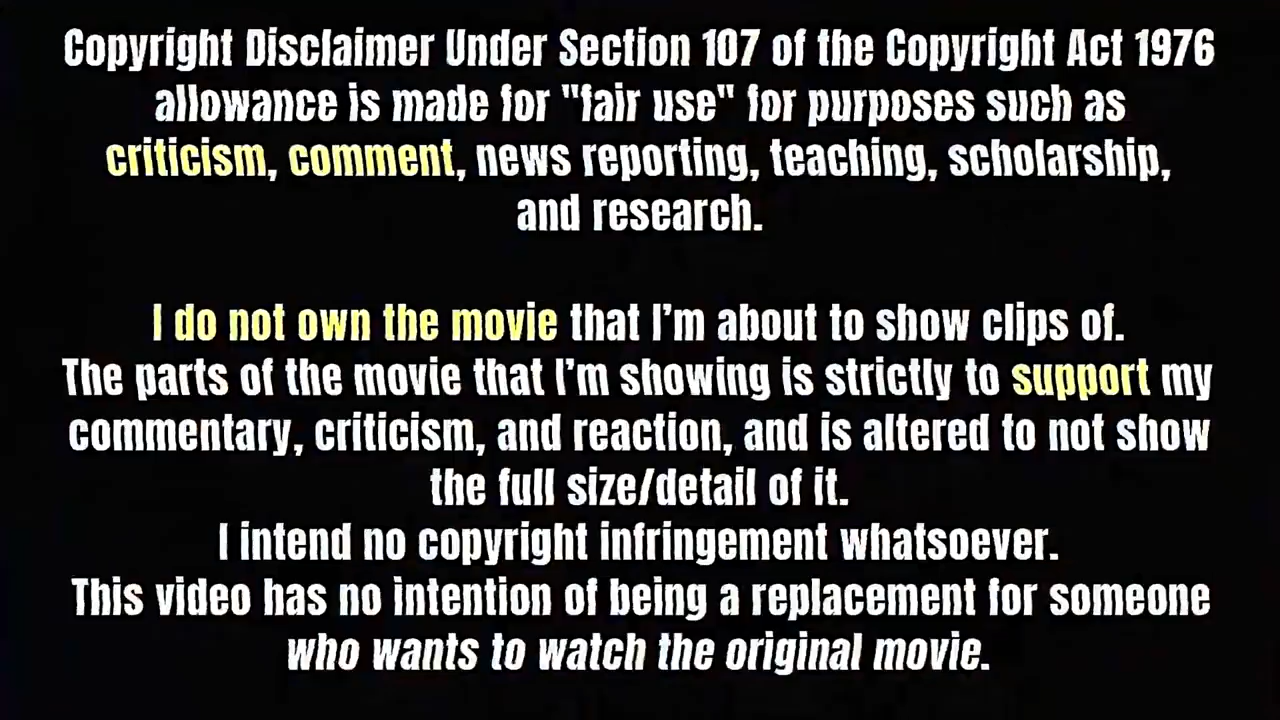 Copyright Disclaimer Under Section 107 of the Copyright Act 1976
allowance is made for "fair use" for purposes such as
criticism, comment, news reporting, teaching, scholarship,
and research.
I do not own the movie that I'm about to show clips of.
The parts of the movie that I'm showing is strictly to support my
commentary, criticism, and reaction, and is altered to not show
the full size/detail of it.
I intend no copyright infringement whatsoever.
This video has no intention of being a replacement for someone
who wants to watch the original movie.